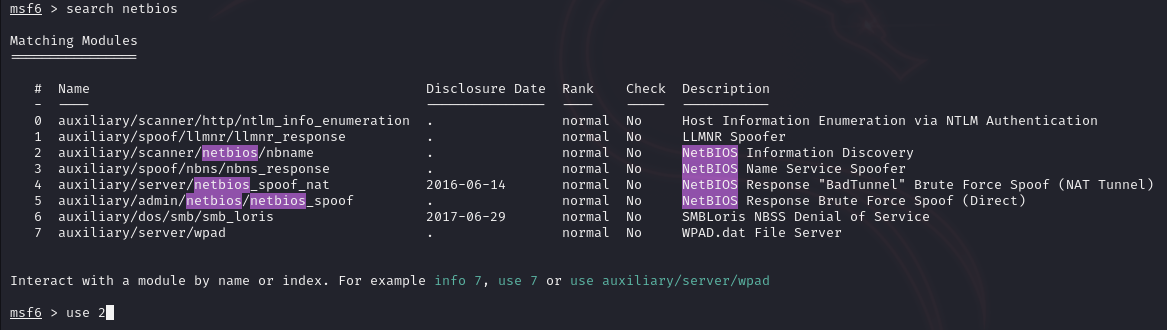 msf6 > search netbios
Matching Modules
================
# Name Disclosure Date Rank Check Description
- ---- --------------- ---- ----- -----------
0 auxiliary/scanner/http/ntlm_info_enumeration . normal No Host Information Enumeration via NTLM Authentication
1 auxiliary/spoof/llmnr/llmnr_response . normal No LLMNR Spoofer
2 auxiliary/scanner/netbios/nbname . normal No NetBIOS Information Discovery
3 auxiliary/spoof/nbns/nbns_response . normal No NetBIOS Name Service Spoofer
4 auxiliary/server/netbios_spoof_nat 2016-06-14 normal No NetBIOS Response "BadTunnel" Brute Force Spoof (NAT Tunnel)
5 auxiliary/admin/netbios/netbios_spoof . normal No NetBIOS Response Brute Force Spoof (Direct)
6 auxiliary/dos/smb/smb_loris 2017-06-29 normal No SMBLoris NBSS Denial of Service
7 auxiliary/server/wpad . normal No WPAD.dat File Server
Interact with a module by name or index. For example info 7, use 7 or use auxiliary/server/wpad
msf6 > use 2